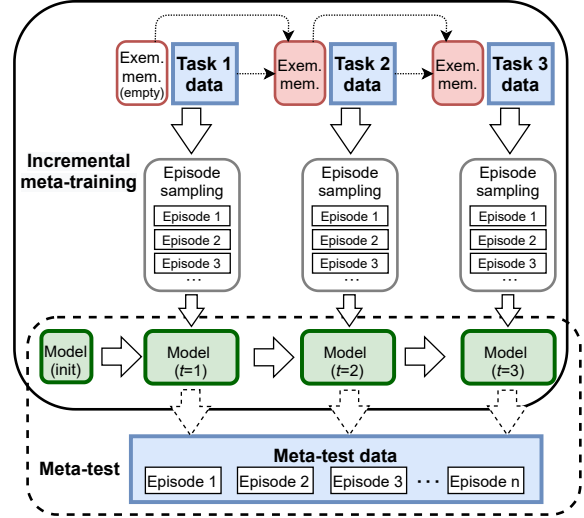 Exem.
mem.
(empty)
Task 1
data
Exem.
mem.
Task 2
data
Exem.
mem.
Task 3
data
Incremental
meta-training
Episode
sampling
Episode 1
Episode 2
Episode 3
...
Episode
sampling
Episode 1
Episode 2
Episode 3
...
Episode
sampling
Episode 1
Episode 2
Episode 3
...
Model
(init)
Model
(t=1)
Model
(t=2)
Model
(t=3)
Meta-test
Meta-test data
Episode 1
Episode 2
Episode 3
...
Episode n